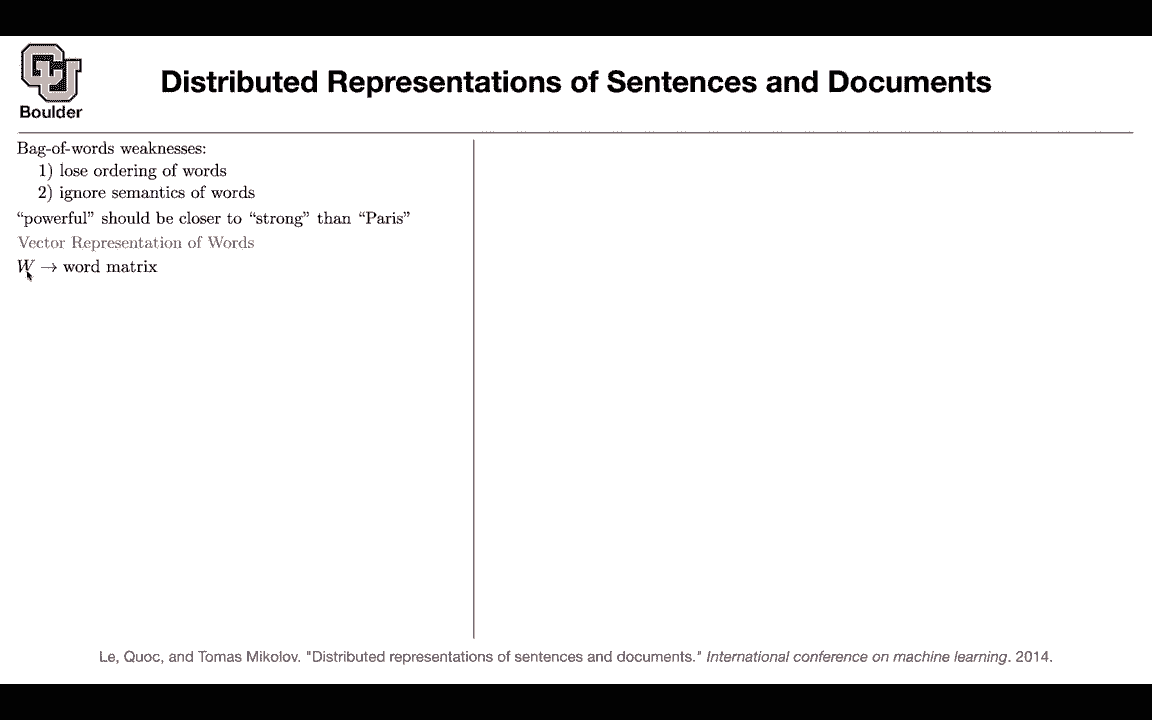 CU
Boulder
Distributed Representations of Sentences and Documents
Bag-of-words weaknesses:
1) lose ordering of words
2) ignore semantics of words
“powerful” should be closer to “strong” than “Paris”
Vector Representation of Words
W → word matrix
Le, Quoc, and Tomas Mikolov. "Distributed representations of sentences and documents." International conference on machine learning. 2014.